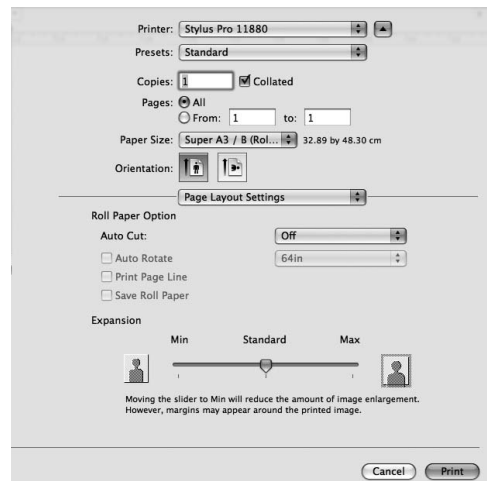 Printer: Stylus Pro 11880
Presets: Standard
Copies: 1 Collated
Pages: All
From: 1 to: 1
Paper Size: Super A3 / B (Rol... 32.89 by 48.30 cm
Orientation:
Page Layout Settings
Roll Paper Option
Auto Cut: Off
Auto Rotate 64in
Print Page Line
Save Roll Paper
Expansion
Min Standard Max
Moving the slider to Min will reduce the amount of image enlargement.
However, margins may appear around the printed image.
Cancel Print